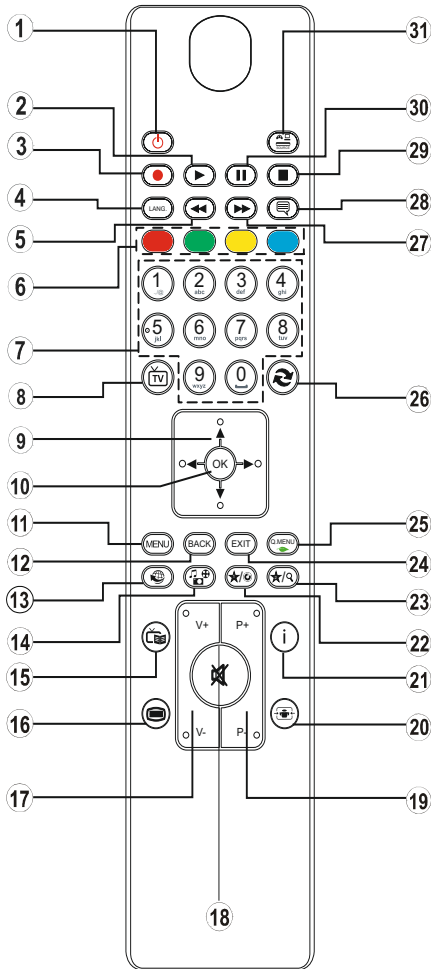 1
31
2
30
3
29
4
LANG.
28
5
27
6
1
.,@
2
abc
3
def
4
ghi
5
jkl
6
mno
7
pqrs
8
tuv
7
8
TV
9
wxyz
0
26
9
OK
10
11
MENU
BACK
EXIT
Q.MENU
25
12
24
13
23
14
22
V+
P+
15
i
21
16
20
V-
P-
17
19
18